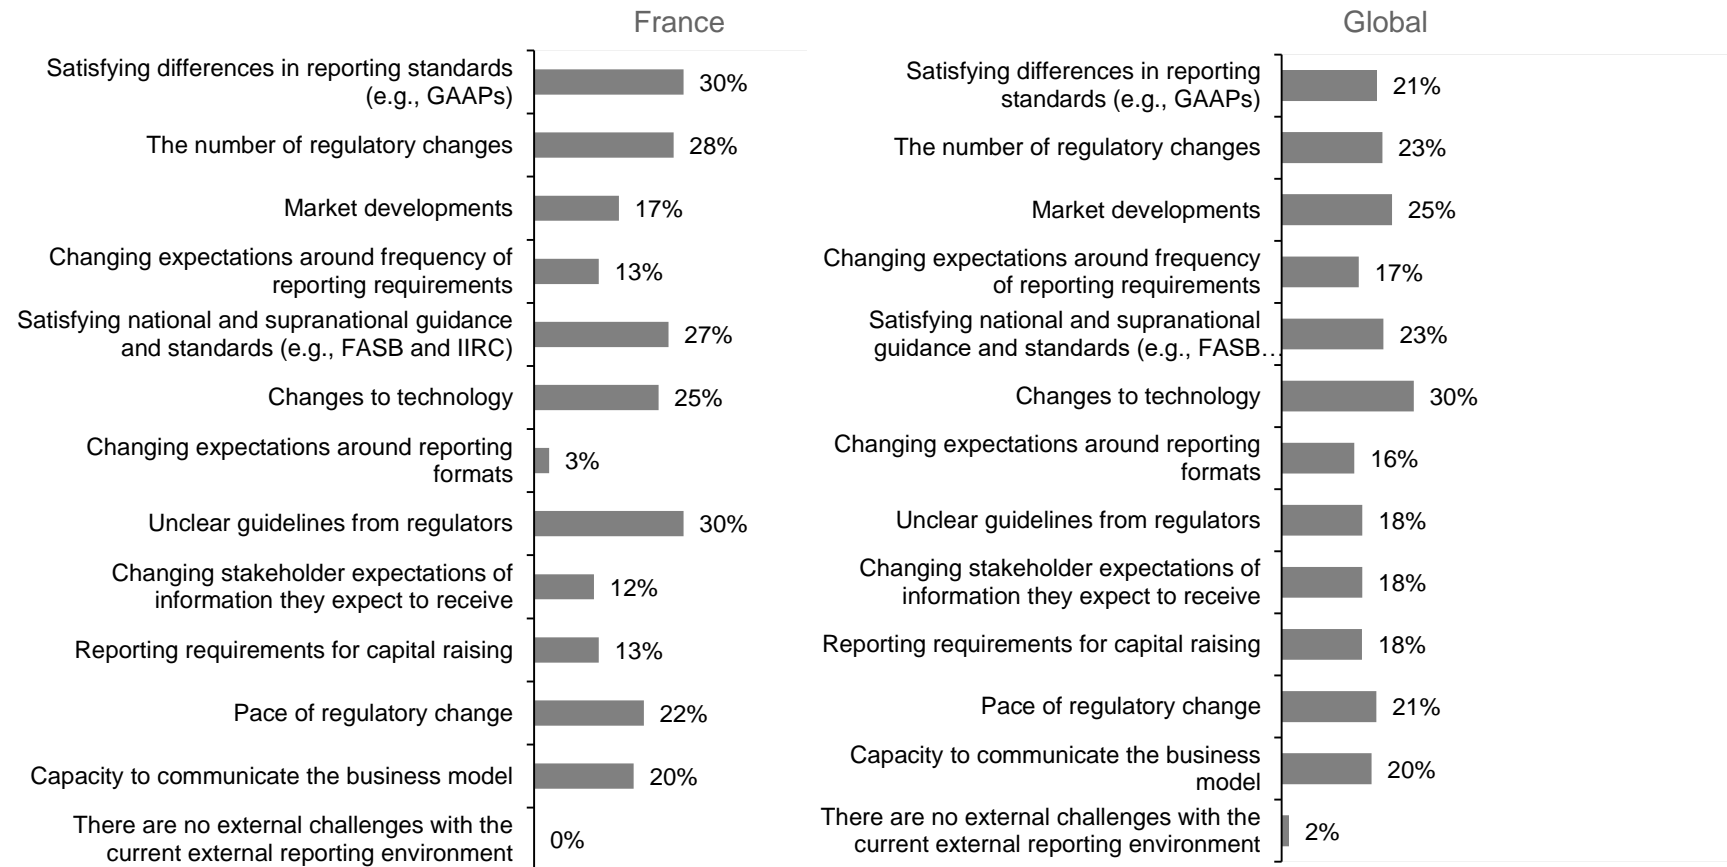 France
Satisfying differences in reporting standards
(e.g., GAAPs)
30%
The number of regulatory changes
28%
Market developments
17%
Changing expectations around frequency of
reporting requirements
13%
Satisfying national and supranational guidance
and standards (e.g., FASB and IIRC)
27%
Changes to technology
25%
Changing expectations around reporting
formats
3%
Unclear guidelines from regulators
30%
Changing stakeholder expectations of
information they expect to receive
12%
Reporting requirements for capital raising
13%
Pace of regulatory change
22%
Capacity to communicate the business model
20%
There are no external challenges with the
current external reporting environment
0%
Global
Satisfying differences in reporting
standards (e.g., GAAPs)
21%
The number of regulatory changes
23%
Market developments
25%
Changing expectations around frequency
of reporting requirements
17%
Satisfying national and supranational
guidance and standards (e.g., FASB…
23%
Changes to technology
30%
Changing expectations around reporting
formats
16%
Unclear guidelines from regulators
18%
Changing stakeholder expectations of
information they expect to receive
18%
Reporting requirements for capital raising
18%
Pace of regulatory change
21%
Capacity to communicate the business
model
20%
There are no external challenges with the
current external reporting environment
2%